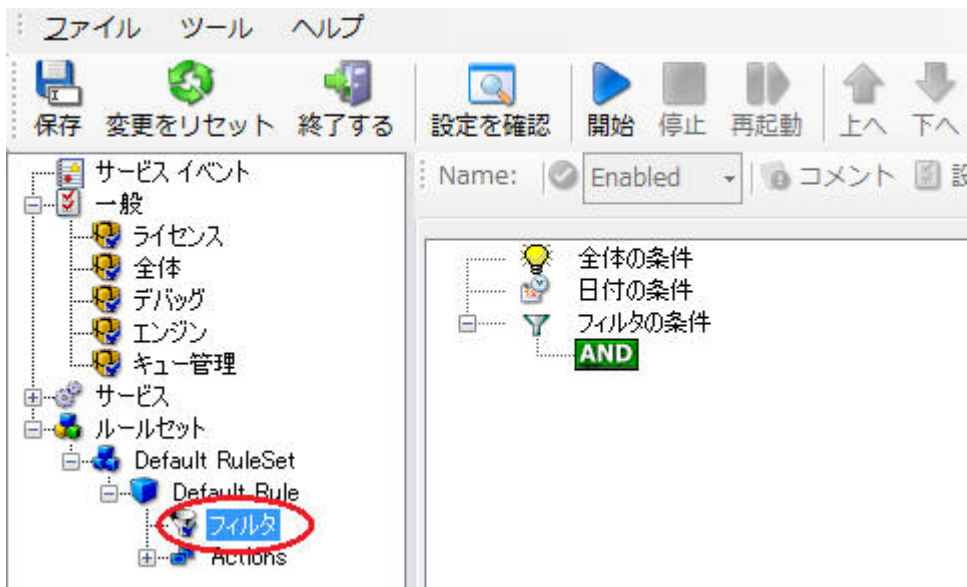 ファイル ツール ヘルプ
保存 変更をリセット 終了する 設定を確認 開始 停止 再起動 上へ 下へ
サービス イベント
一般
ライセンス
全体
デバッグ
エンジン
キュー管理
サービス
ルールセット
Default RuleSet
Default Rule
フィルタ
Actions
Name: Enabled コメント 設
全体の条件
日付の条件
フィルタの条件
AND